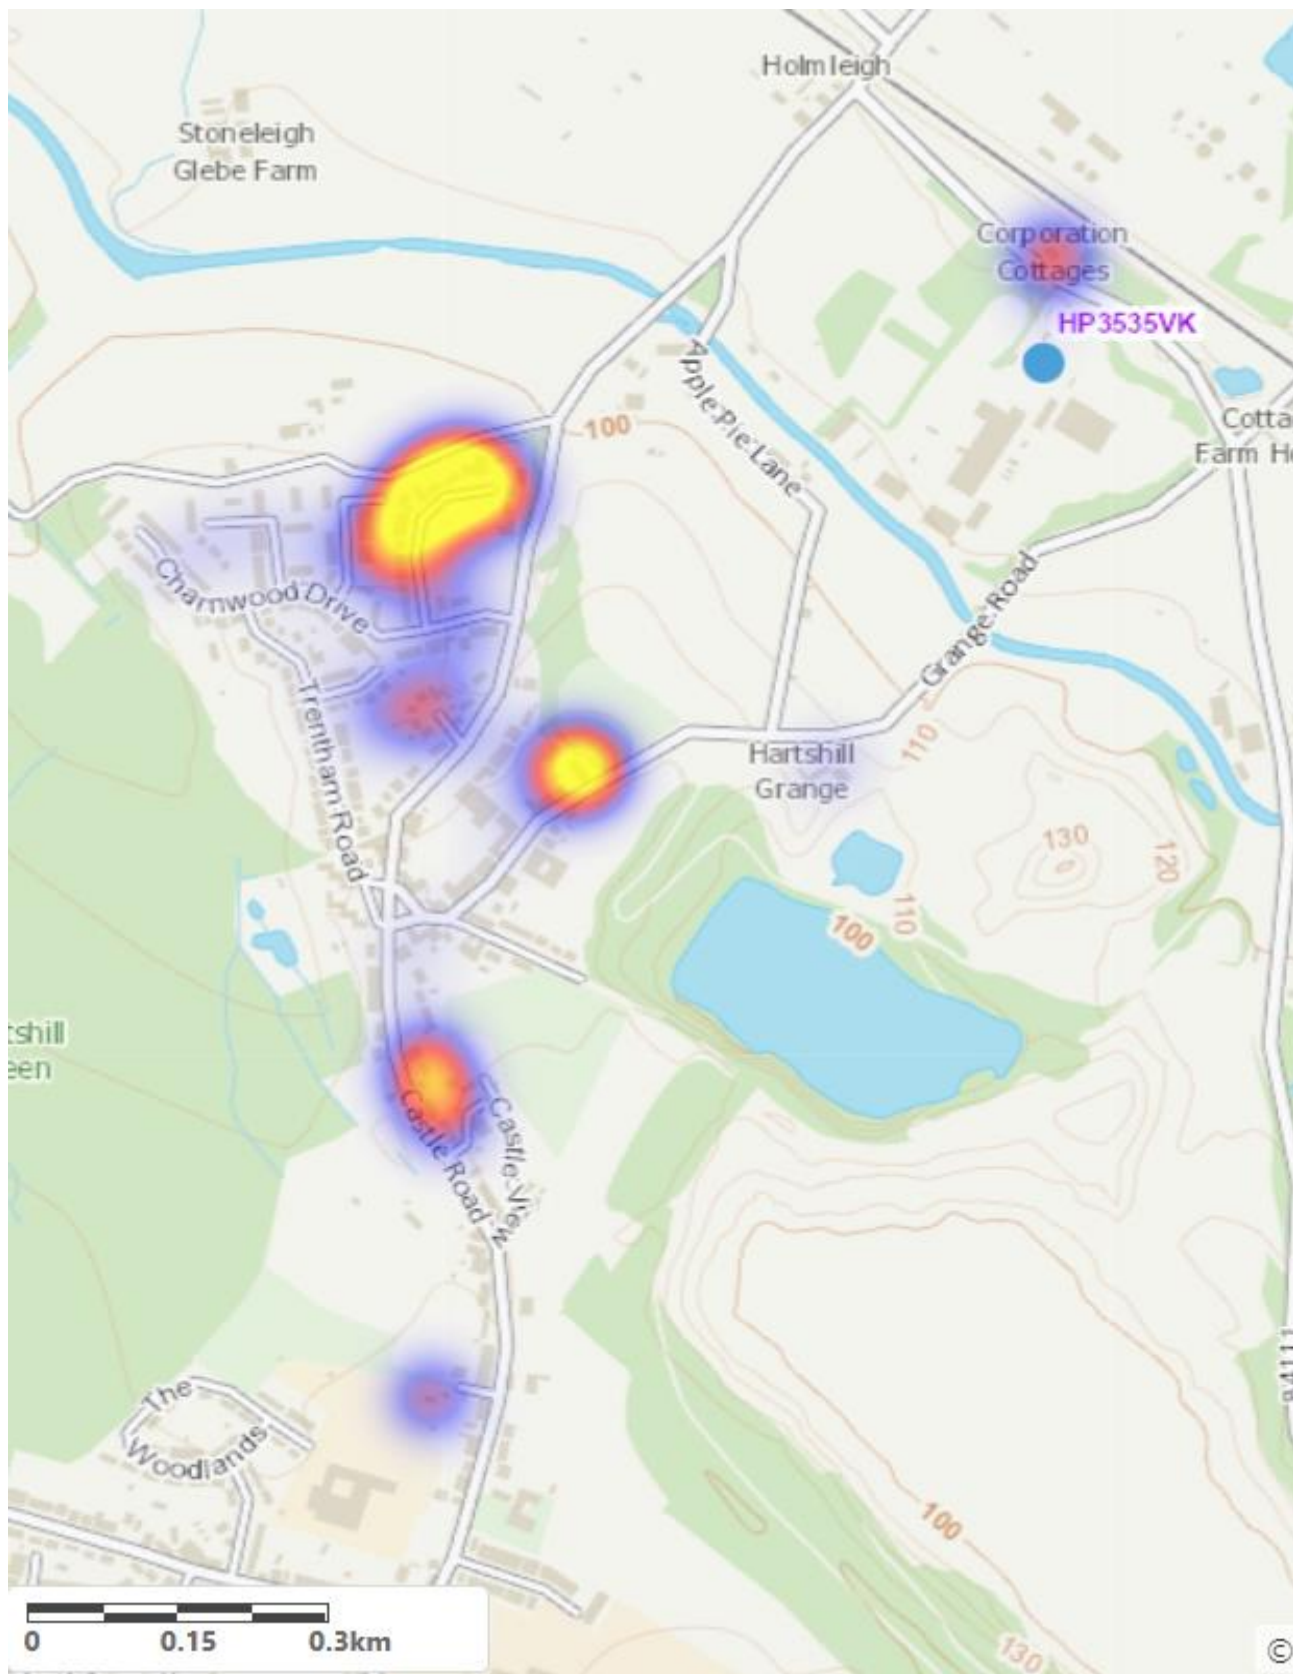 Holmleigh
Stoneleigh
Glebe Farm
Corporation
Cottages
HP3535VK
Apple Pie Lane
100
Cotta
Farm Ho
Charnwood Drive
Grange Road
Trentham Road
Hartshill
Grange
110
130
120
110
100
tshill
een
Castle Road
Castle View
a4111
The
Woodlands
100
130
0 0.15 0.3km
©